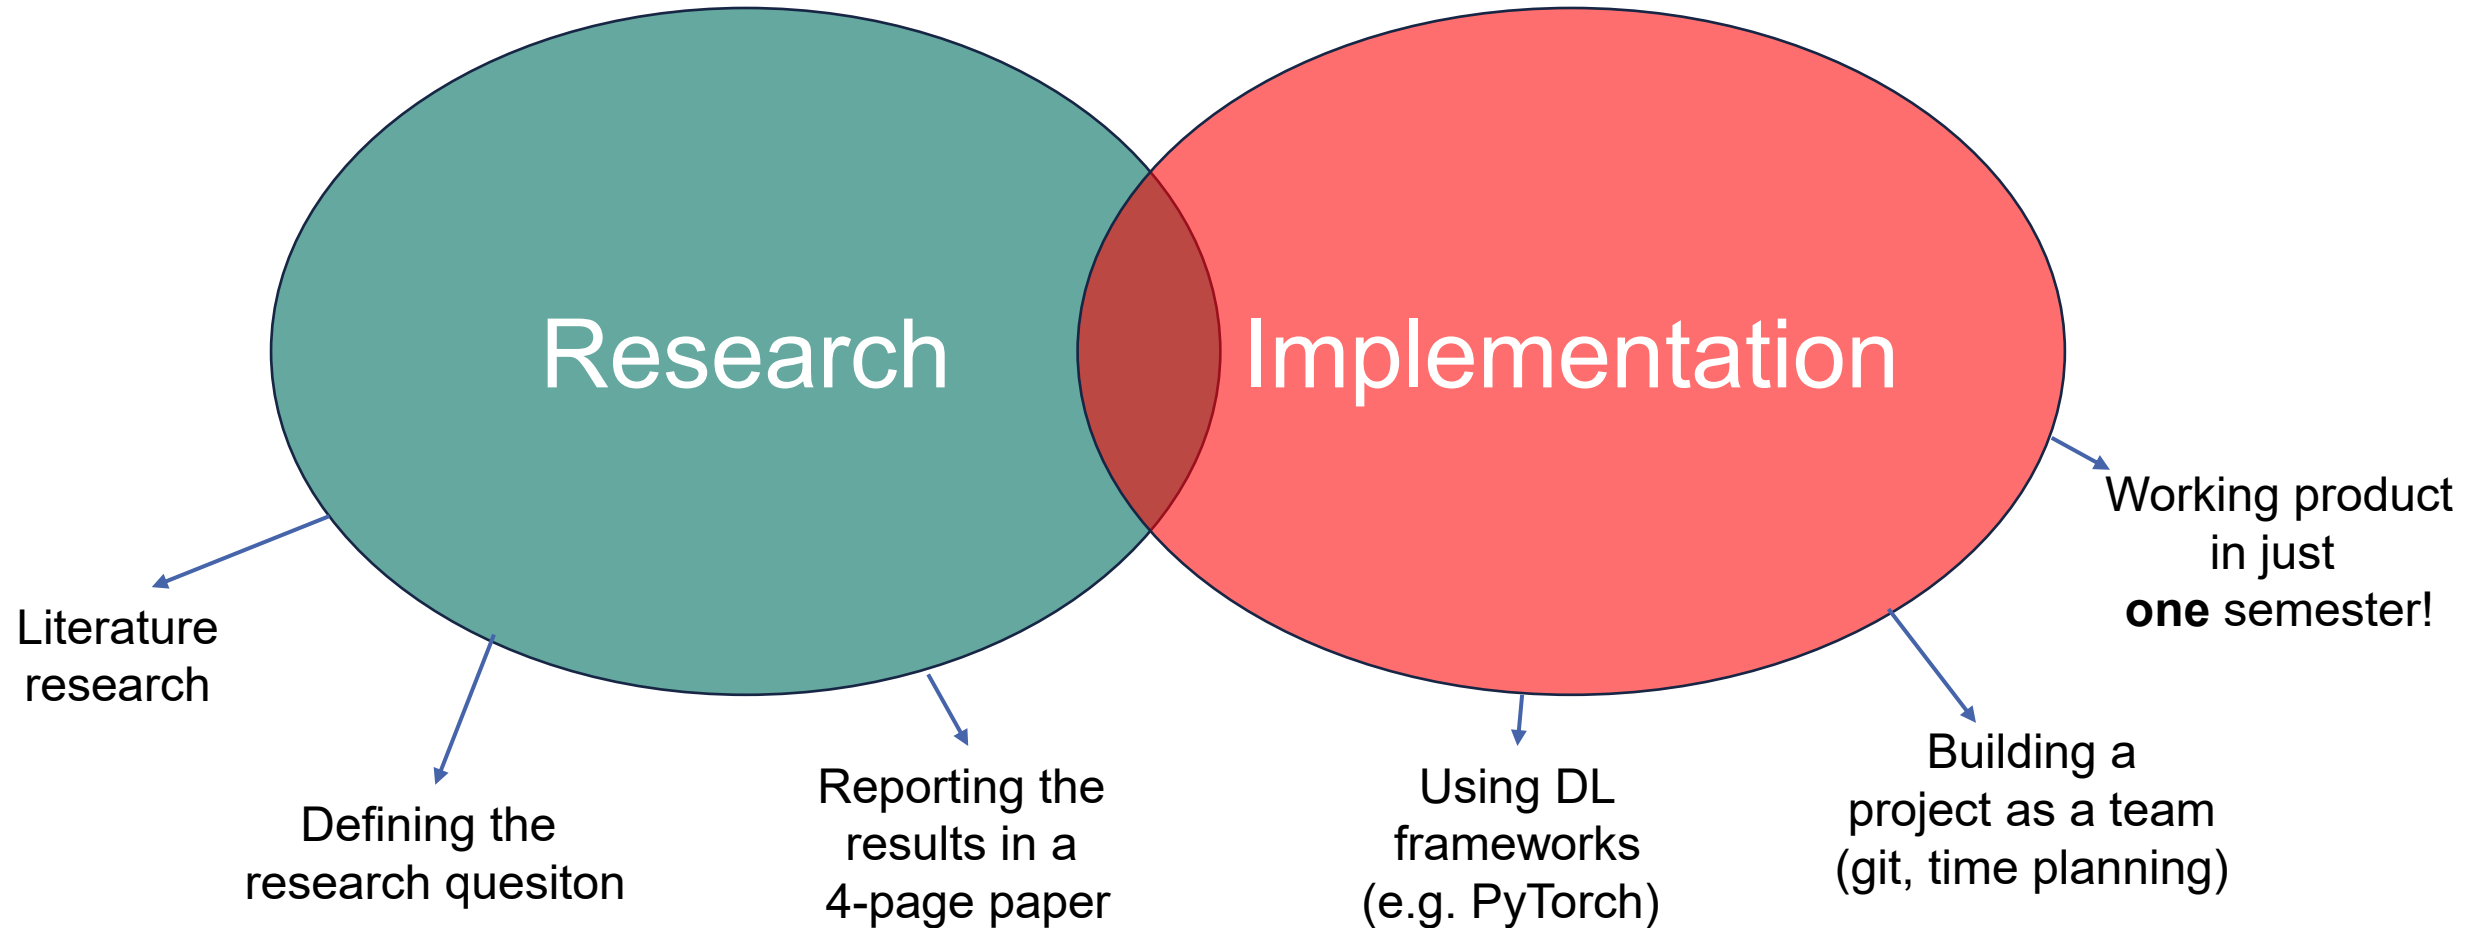 Research
Implementation
Literature
research
Defining the
research quesiton
Reporting the
results in a
4-page paper
Using DL
frameworks
(e.g. PyTorch)
Building a
project as a team
(git, time planning)
Working product
in just
one semester!